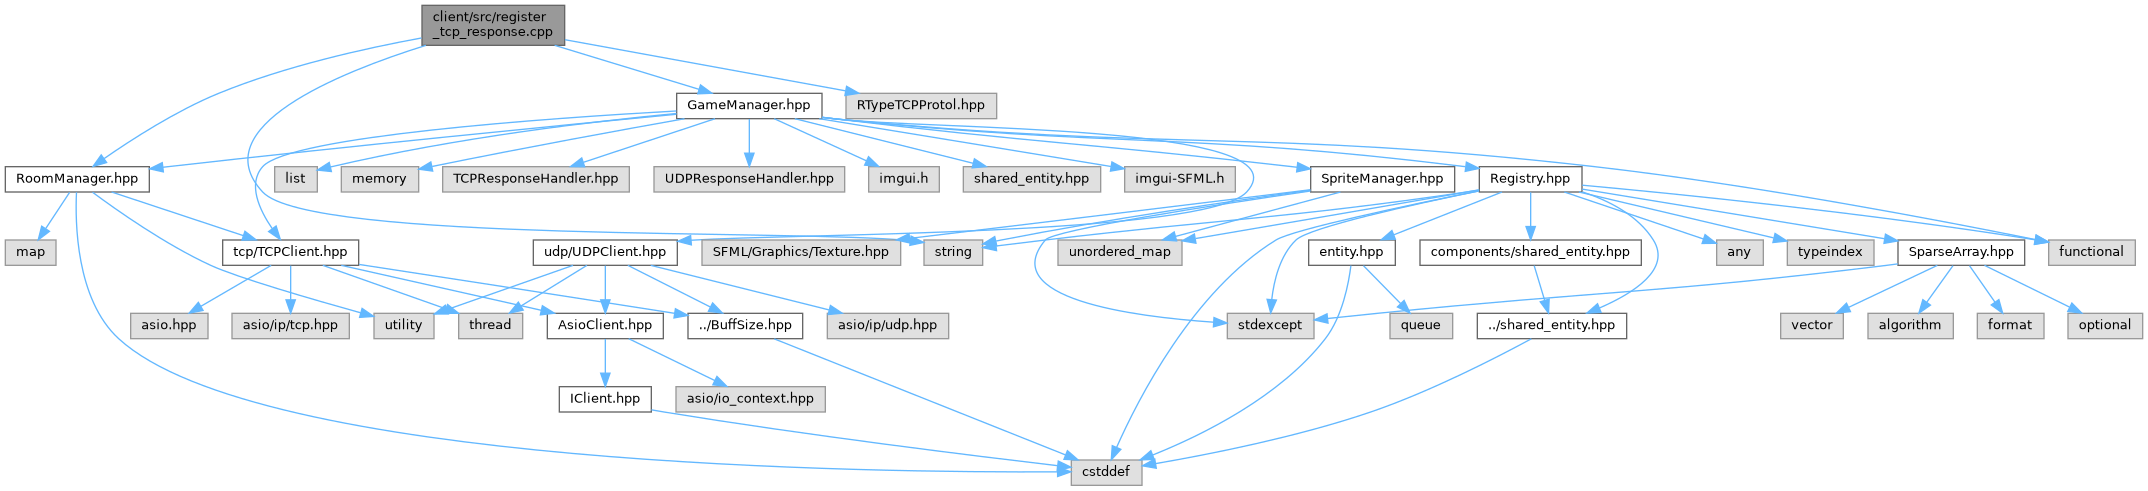 client/src/register
_tcp_response.cpp
GameManager.hpp
RTypeTCPProtol.hpp
RoomManager.hpp
list
memory
TCPResponseHandler.hpp
UDPResponseHandler.hpp
imgui.h
shared_entity.hpp
imgui-SFML.h
SpriteManager.hpp
Registry.hpp
map
tcp/TCPClient.hpp
udp/UDPClient.hpp
SFML/Graphics/Texture.hpp
string
unordered_map
entity.hpp
components/shared_entity.hpp
any
typeindex
SparseArray.hpp
functional
asio.hpp
asio/ip/tcp.hpp
utility
thread
AsioClient.hpp
../BuffSize.hpp
asio/ip/udp.hpp
stdexcept
queue
../shared_entity.hpp
vector
algorithm
format
optional
IClient.hpp
asio/io_context.hpp
cstddef